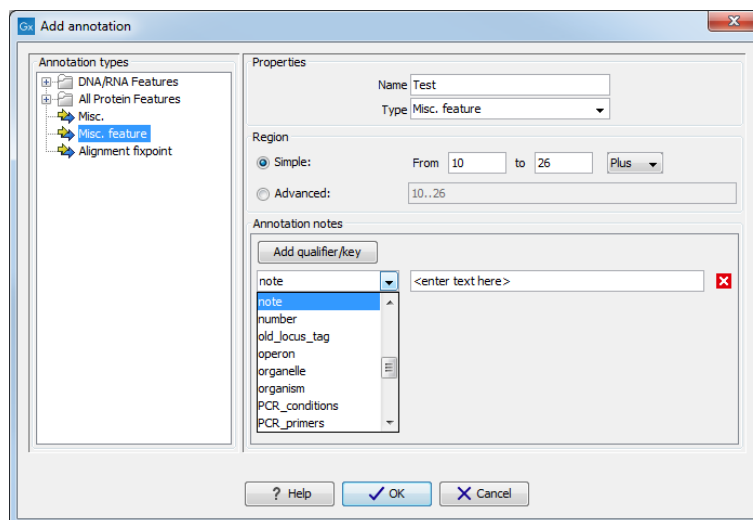 Gx Add annotation
Annotation types
DNA/RNA Features
All Protein Features
Misc.
Misc. feature
Alignment fixpoint
Properties
Name Test
Type Misc. feature
Region
Simple: From 10 to 26 Plus
Advanced: 10..26
Annotation notes
Add qualifier/key
note <enter text here>
note
number
old_locus_tag
operon
organelle
organism
PCR_conditions
PCR_primers
? Help OK Cancel